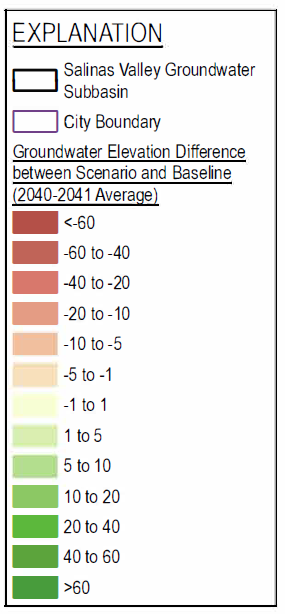 EXPLANATION
Salinas Valley Groundwater
Subbasin
City Boundary
Groundwater Elevation Difference
between Scenario and Baseline
(2040-2041 Average)
<-60
-60 to -40
-40 to -20
-20 to -10
-10 to -5
-5 to -1
-1 to 1
1 to 5
5 to 10
10 to 20
20 to 40
40 to 60
>60